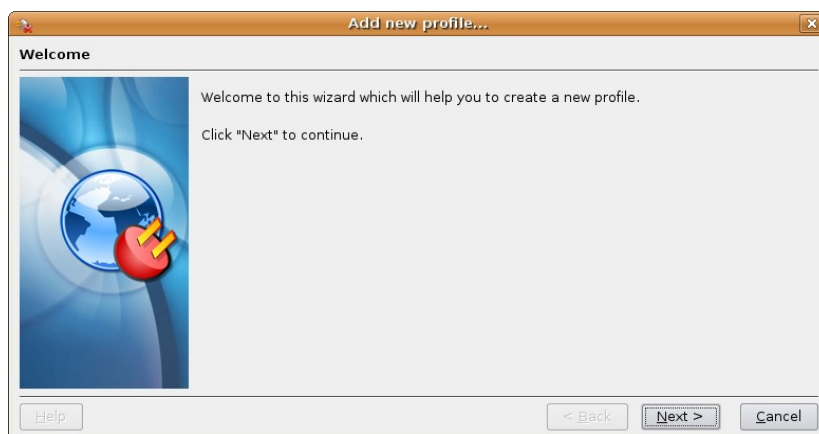 Add new profile...
Welcome
Welcome to this wizard which will help you to create a new profile.
Click "Next" to continue.
Help
< Back
Next >
Cancel